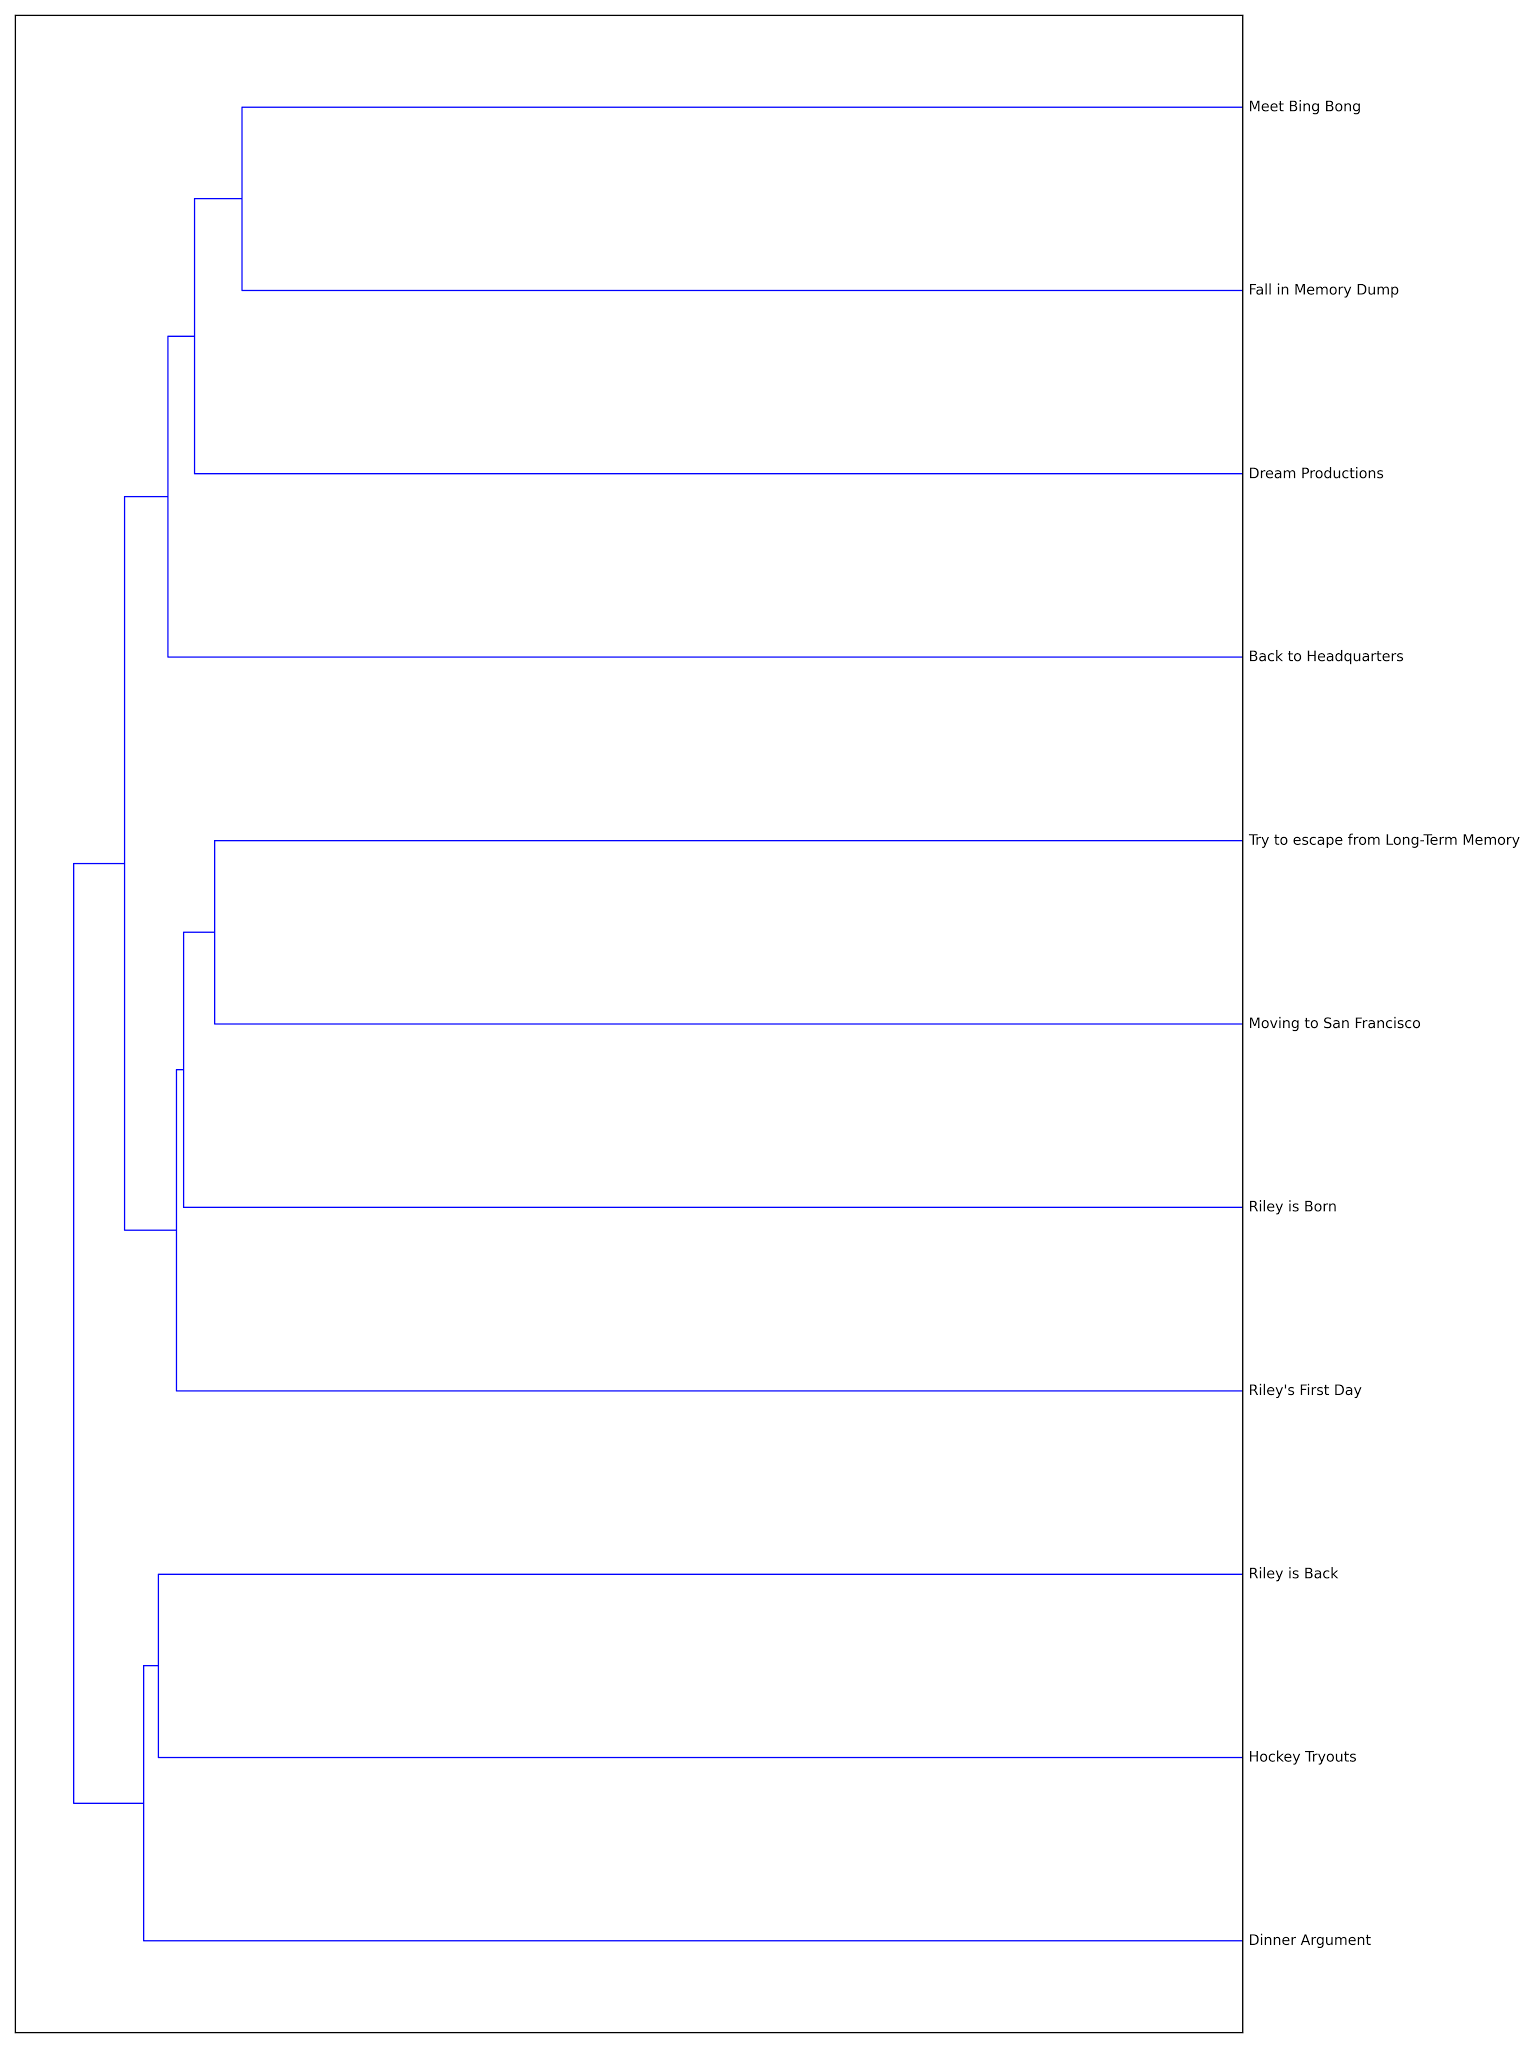 Meet Bing Bong
Fall in Memory Dump
Dream Productions
Back to Headquarters
Try to escape from Long-Term Memory
Moving to San Francisco
Riley is Born
Riley's First Day
Riley is Back
Hockey Tryouts
Dinner Argument